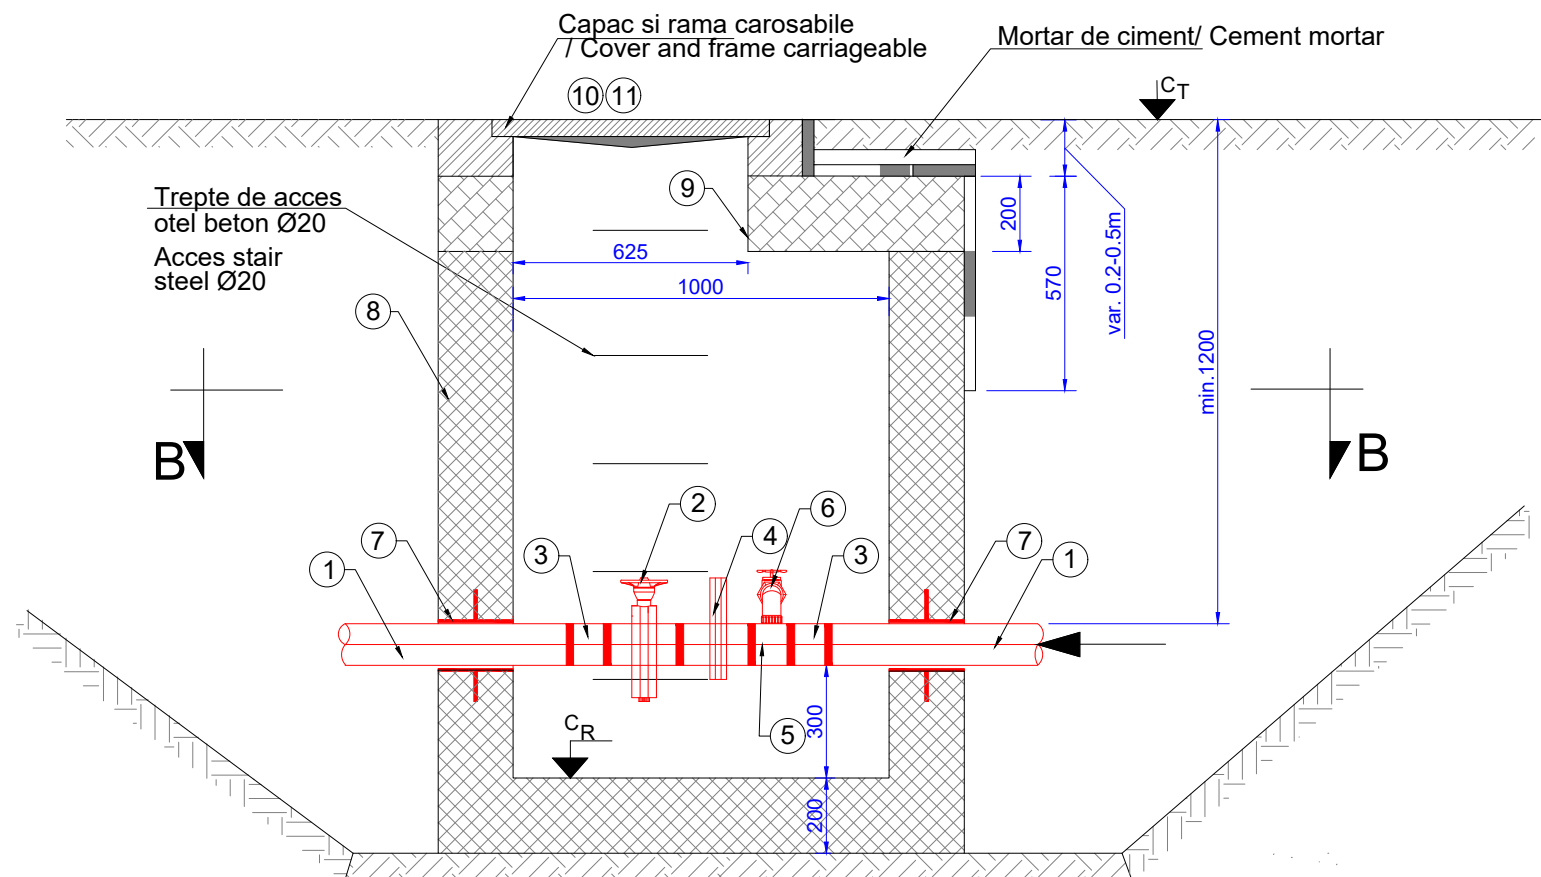 Capac si rama carosabile
/ Cover and frame carriageable
Mortar de ciment/ Cement mortar
10 11
CT
Trepte de acces
otel beton Ø20
Acces stair
steel Ø20
9
200
625
1000
570
var. 0.2-0.5m
8
min.1200
B
B
2
6
7
3
4
3
7
1
1
5
300
CR
200